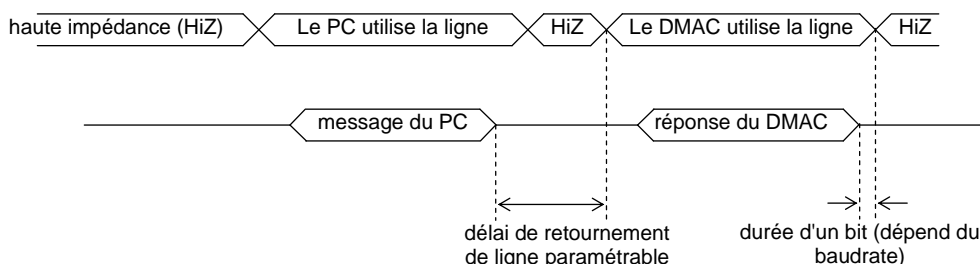 haute impédance (HiZ) Le PC utilise la ligne HiZ Le DMAC utilise la ligne HiZ
message du PC réponse du DMAC
délai de retournement
de ligne paramétrable
durée d'un bit (dépend du
baudrate)